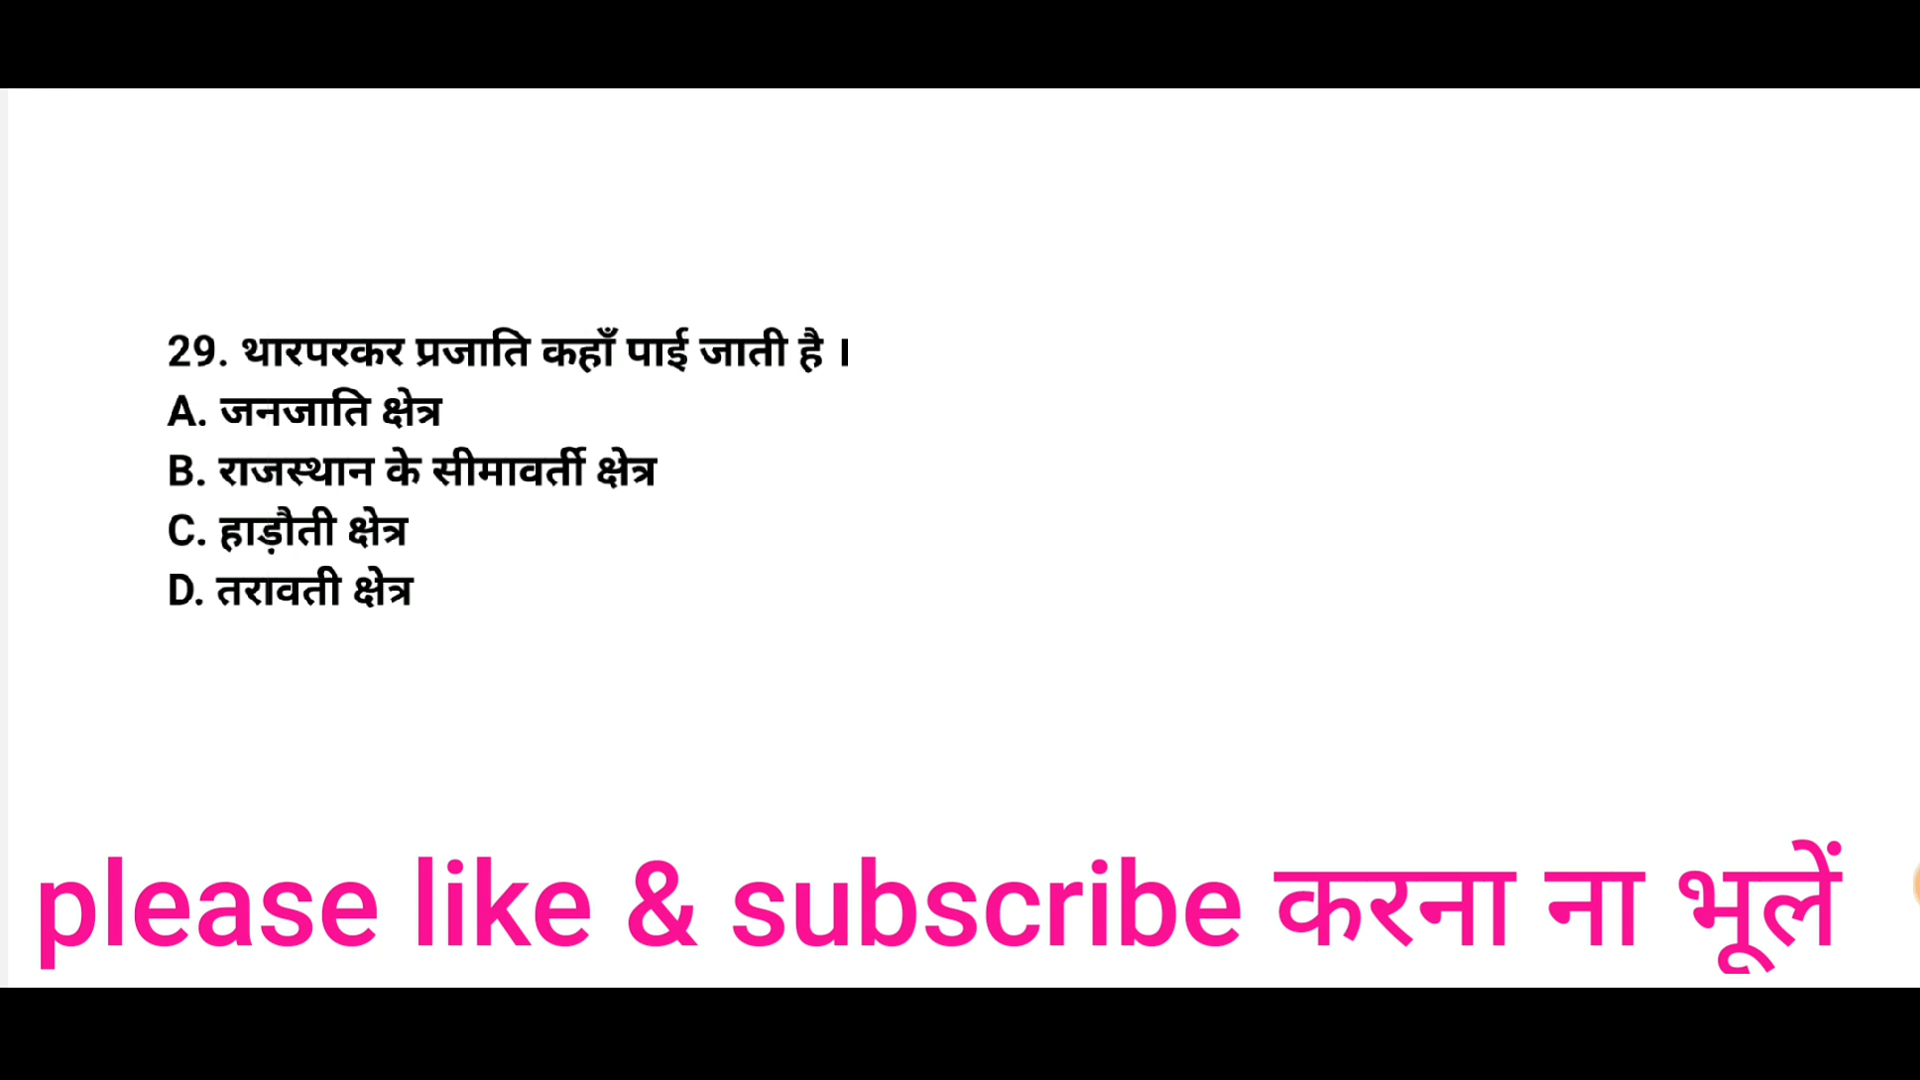 29. थारपरकर प्रजाति कहाँ पाई जाती है ।
A. जनजाति क्षेत्र
B. राजस्थान के सीमावर्ती क्षेत्र
C. हाड़ौती क्षेत्र
D. तरावती क्षेत्र
please like & subscribe करना ना भूलें